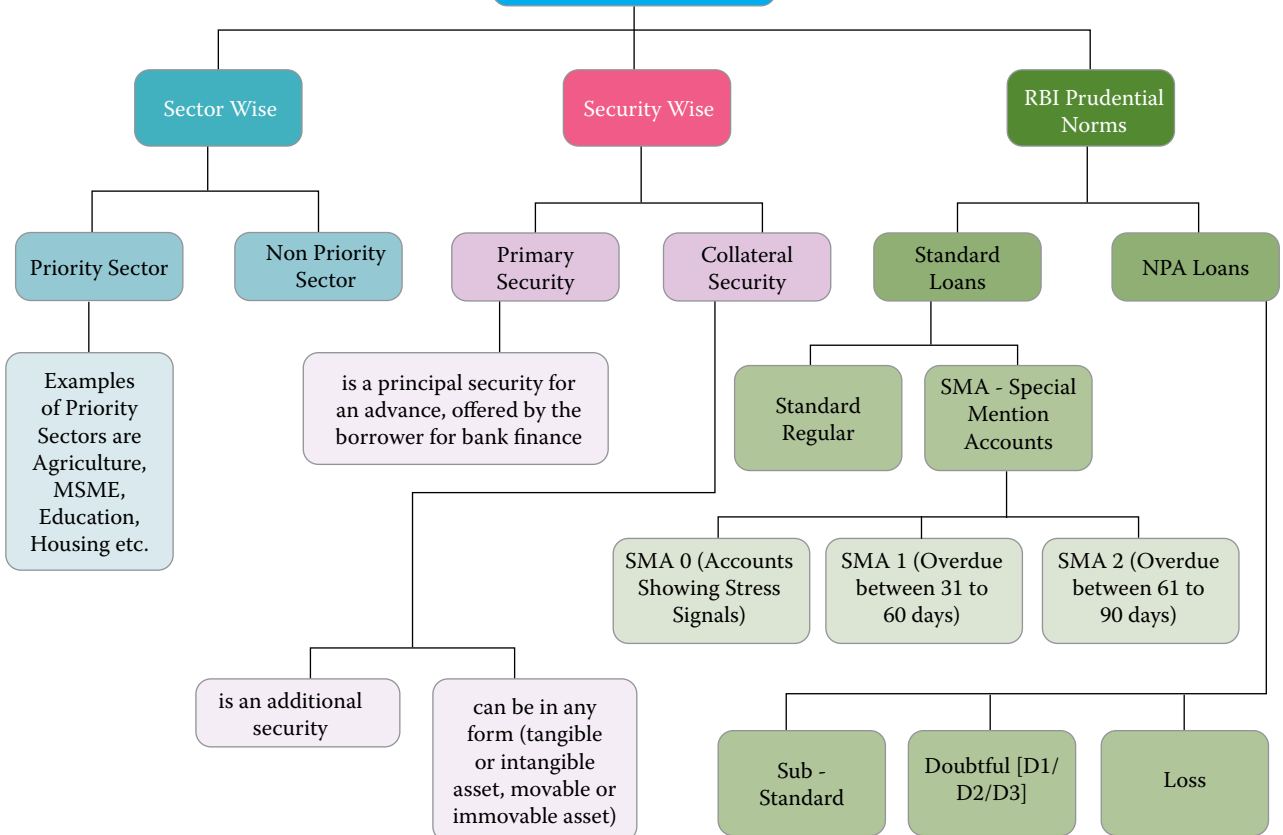 Sector Wise
Security Wise
RBI Prudential
Norms
Priority Sector
Non Priority
Sector
Primary
Security
Collateral
Security
Standard
Loans
NPA Loans
Examples
of Priority
Sectors are
Agriculture,
MSME,
Education,
Housing etc.
is a principal security for
an advance, offered by the
borrower for bank finance
Standard
Regular
SMA - Special
Mention
Accounts
SMA 0 (Accounts
Showing Stress
Signals)
SMA 1 (Overdue
between 31 to
60 days)
SMA 2 (Overdue
between 61 to
90 days)
is an additional
security
can be in any
form (tangible
or intangible
asset, movable or
immovable asset)
Sub -
Standard
Doubtful [D1/
D2/D3]
Loss